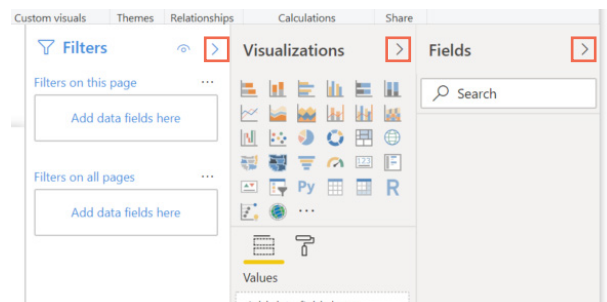 Custom visuals Themes Relationships Calculations Share
Filters
Filters on this page ...
Add data fields here
Filters on all pages ...
Add data fields here
Visualizations
123
Py R
...
Values
Fields
Search